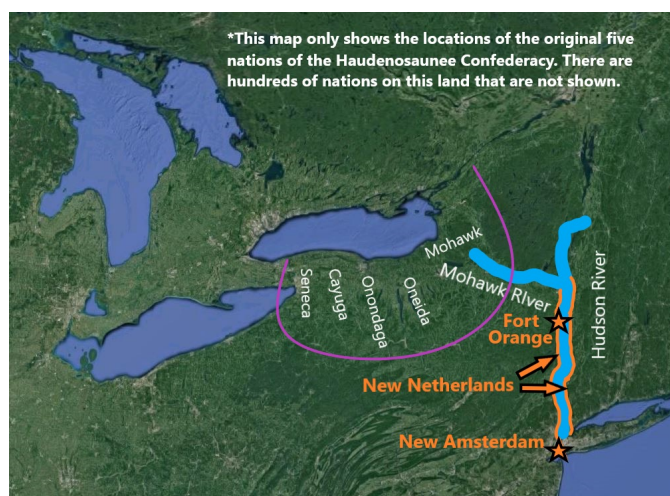 *This map only shows the locations of the original five
nations of the Haudenosaunee Confederacy. There are
hundreds of nations on this land that are not shown.
Mohawk
Mohawk RIver
Hudson River
Seneca
Cayuga
Onondaga
Oneida
Fort
Orange
New Netherlands
New Amsterdam